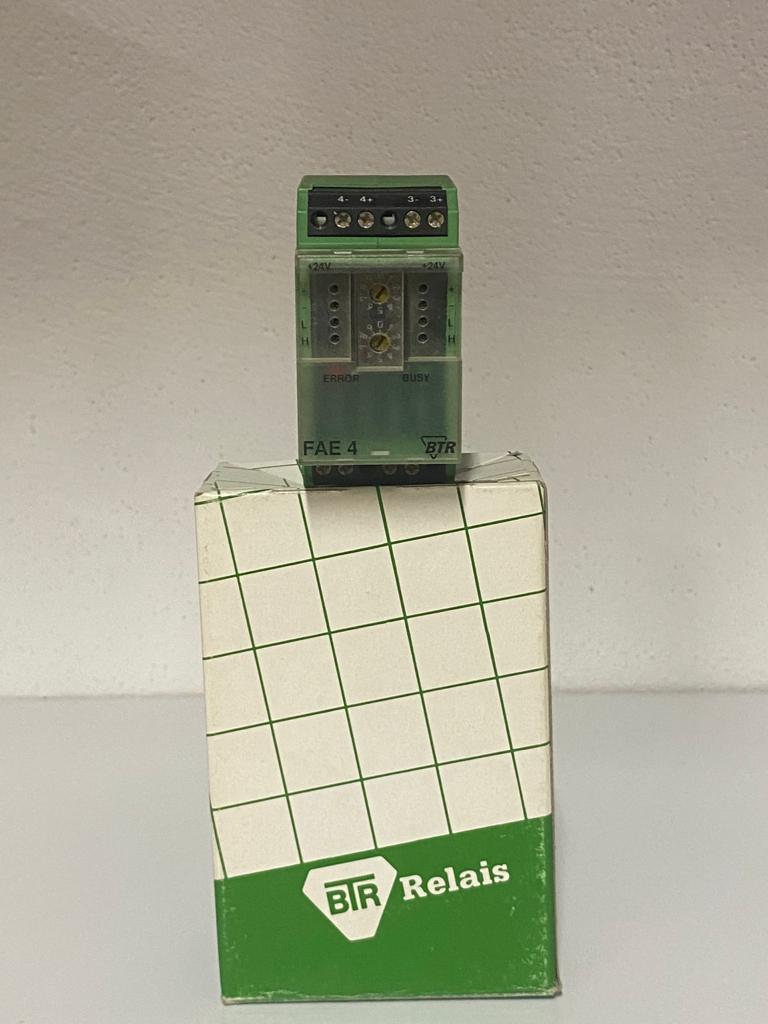 4- 4+ 3- 3+
+24V +24V
+
-
L L
H H
ERROR BUSY
FAE 4 BTR
BTR Relais